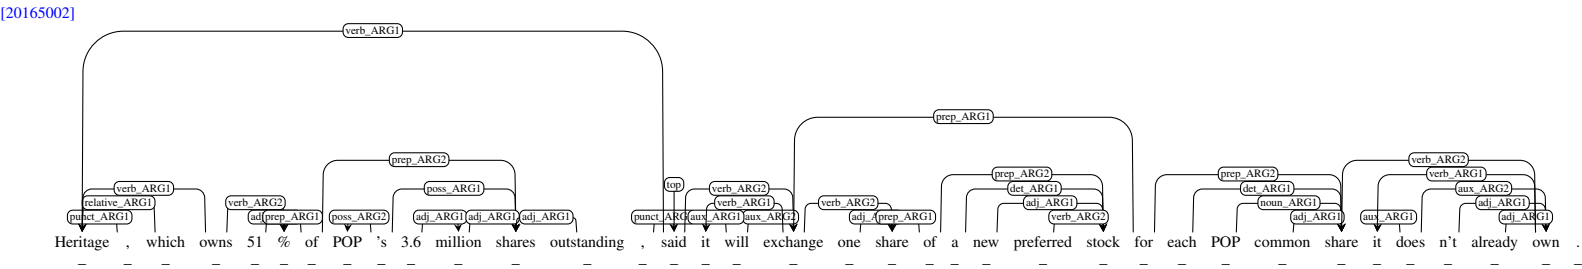 [20165002]
verb_ARG1
prep_ARG1
prep_ARG2 verb_ARG2
prep_ARG2 prep_ARG2 verb_ARG1
top
verb_ARG1 poss_ARG1 verb_ARG2 det_ARG1 det_ARG1 aux_ARG2
relative_ARG1 verb_ARG2 verb_ARG1 verb_ARG2 adj_ARG1 noun_ARG1 adj_ARG1
punct_ARG1 prep_ARG1 poss_ARG2 adj_ARG1 adj_ARG1 adj_ARG1 aux_ARG1 aux_ARG2 prep_ARG1 verb_ARG2 adj_ARG1 aux_ARG1 adj_ARG1
Heritage , which owns 51 % of POP 's 3.6 million shares outstanding , said it will exchange one share of a new preferred stock for each POP common share it does n't already own .
_ _ _ _ _ _ _ _ _ _ _ _ _ _ _ _ _ _ _ _ _ _ _ _ _ _ _ _ _ _ _ _ _ _ _ _